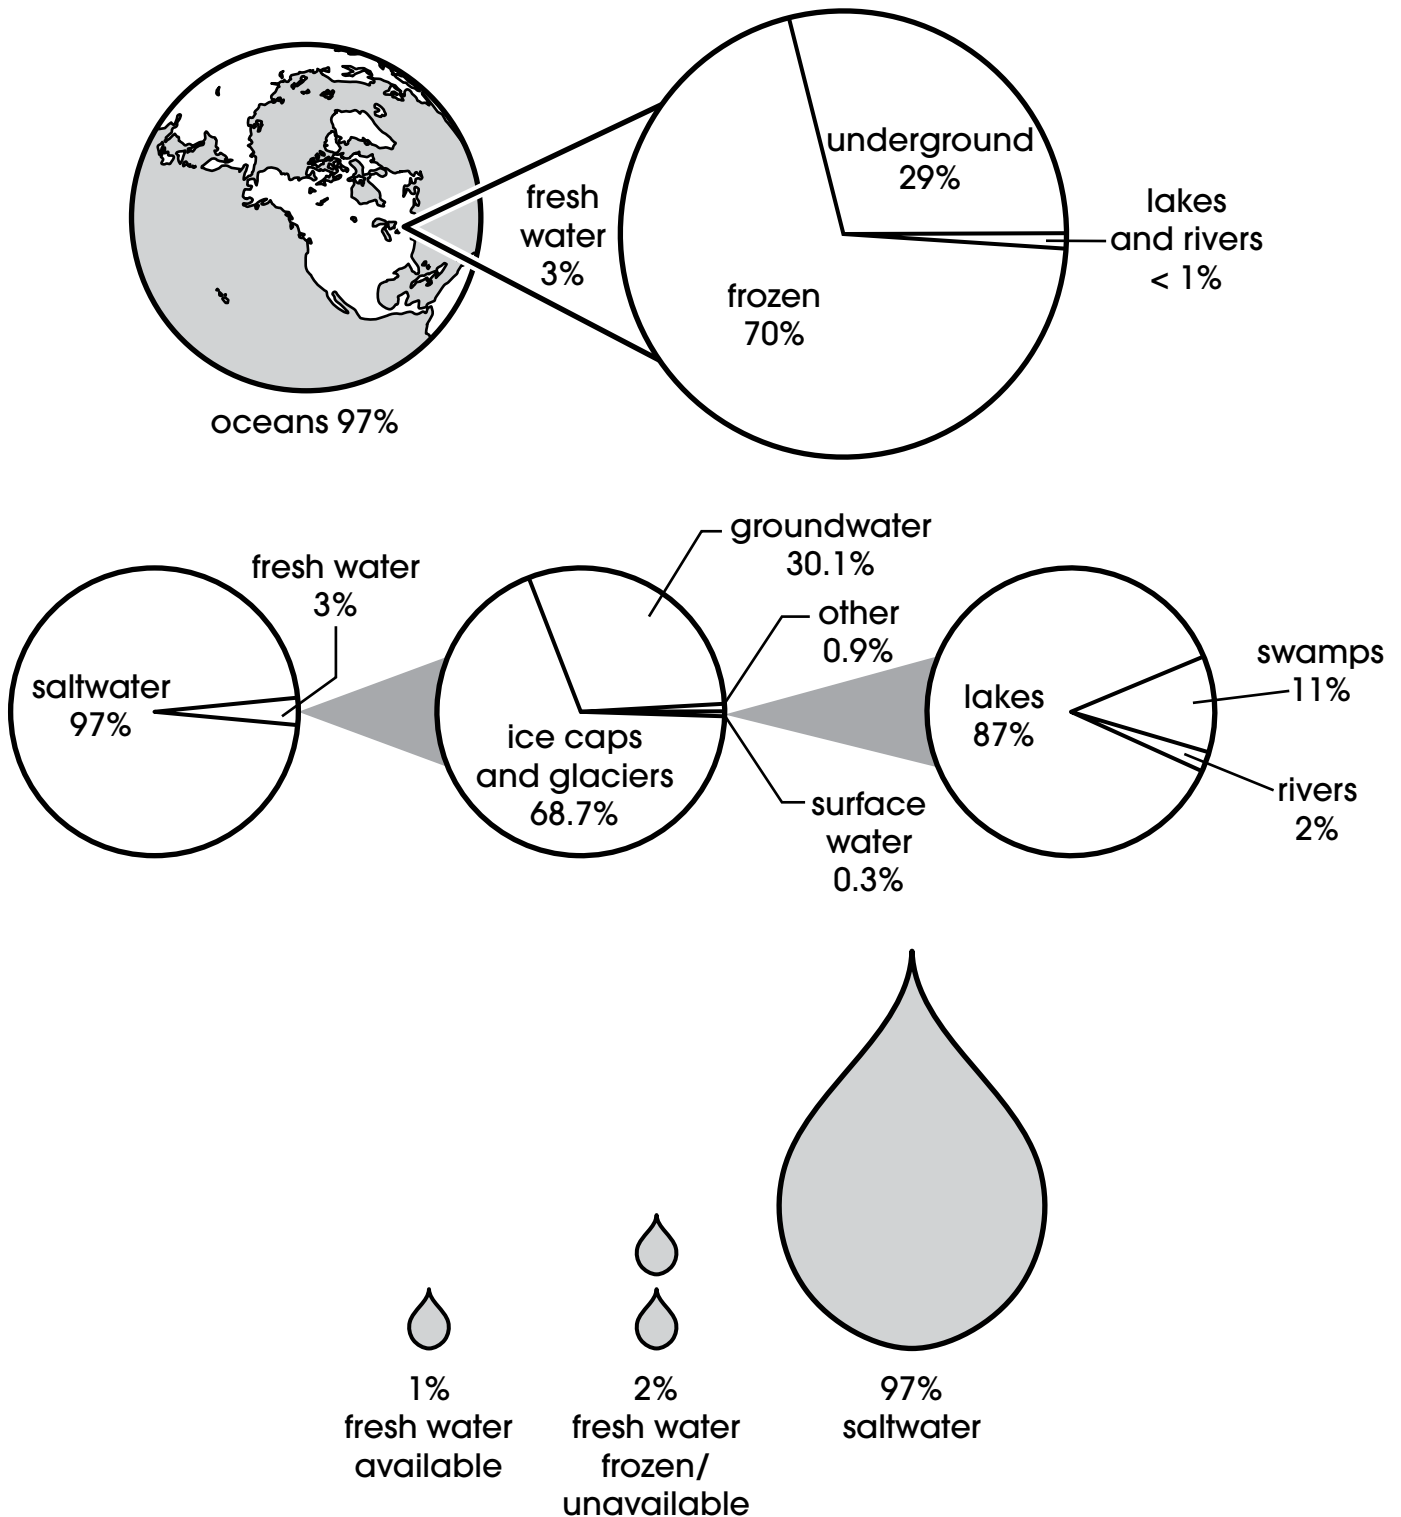 underground
29%
lakes
and rivers
< 1%
fresh
water
3%
frozen
70%
oceans 97%
groundwater
30.1%
fresh water
3%
other
0.9%
saltwater
97%
ice caps
and glaciers
68.7%
surface
water
0.3%
lakes
87%
swamps
11%
rivers
2%
1%
fresh water
available
2%
fresh water
frozen/
unavailable
97%
saltwater